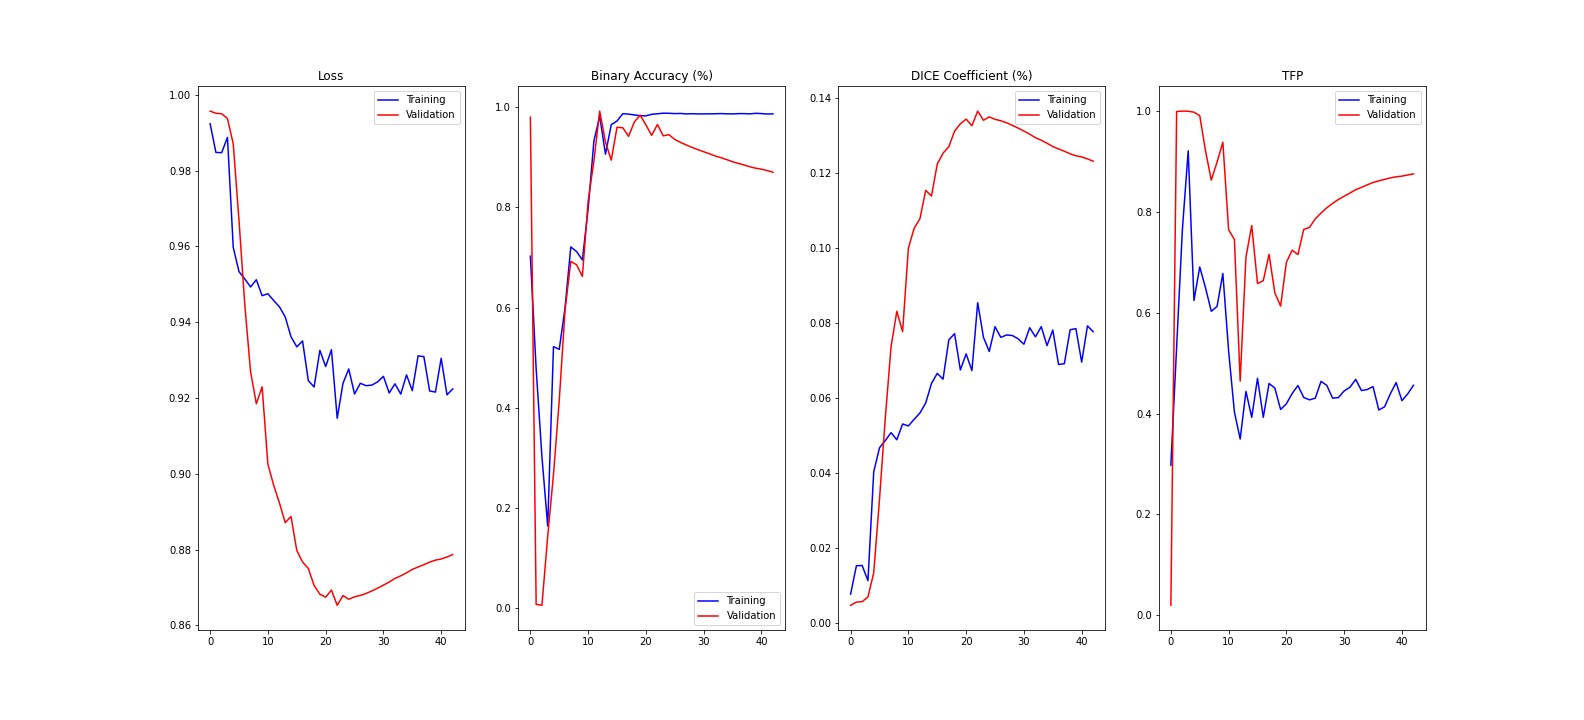 Loss
Training
Validation
1.00
0.98
0.96
0.94
0.92
0.90
0.88
0.86
0 10 20 30 40
Binary Accuracy (%)
1.0
0.8
0.6
0.4
0.2
0.0
Training
Validation
0 10 20 30 40
DICE Coefficient (%)
Training
Validation
0.14
0.12
0.10
0.08
0.06
0.04
0.02
0.00
0 10 20 30 40
TFP
Training
Validation
1.0
0.8
0.6
0.4
0.2
0.0
0 10 20 30 40